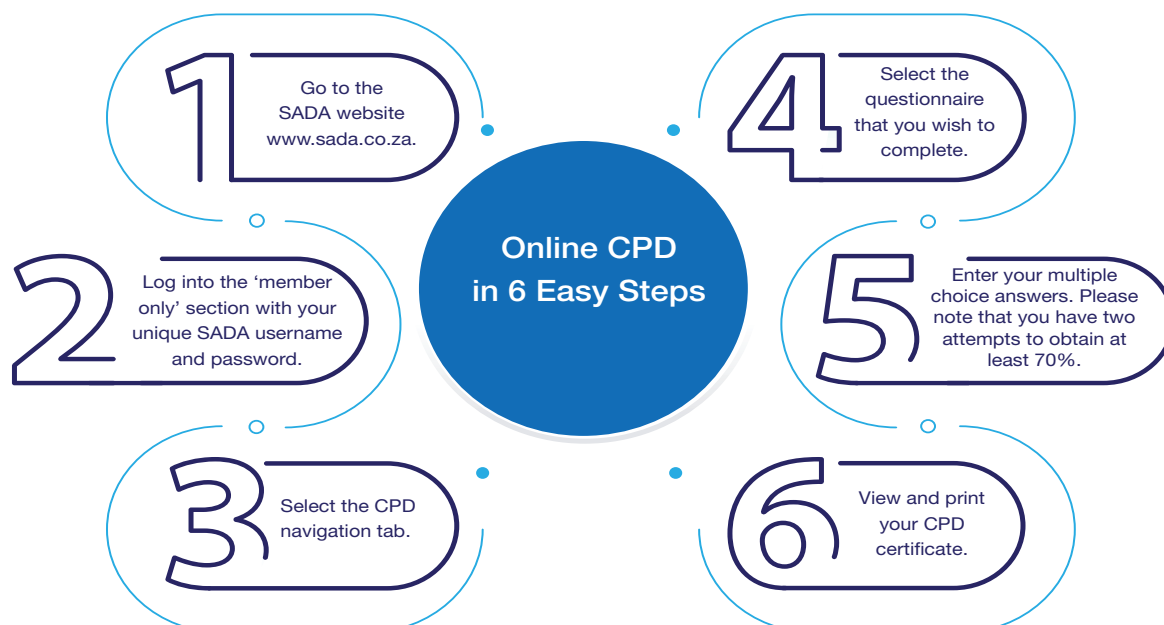 Online CPD
in 6 Easy Steps
1
Go to the
SADA website
www.sada.co.za.
2
Log into the ‘member
only’ section with your
unique SADA username
and password.
3
Select the CPD
navigation tab.
4
Select the
questionnaire
that you wish to
complete.
5
Enter your multiple
choice answers. Please
note that you have two
attempts to obtain at
least 70%.
6
View and print
your CPD
certificate.